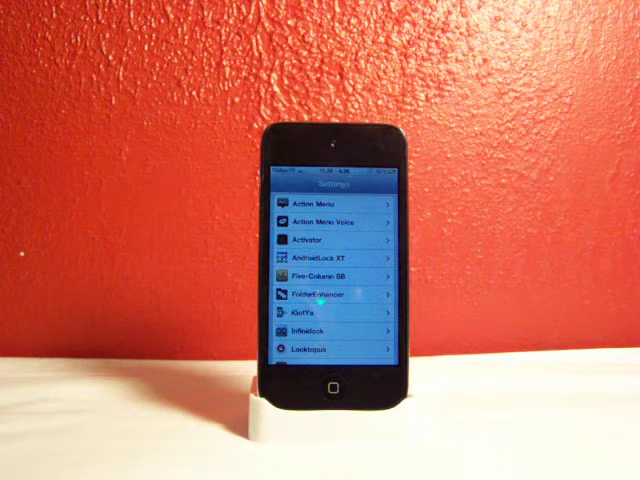 Settings
Action Menu
Action Menu Voice
Activator
AndroidLock XT
Five-Column SB
FolderEnhancer
iGotYa
Infinidock
Locktopus